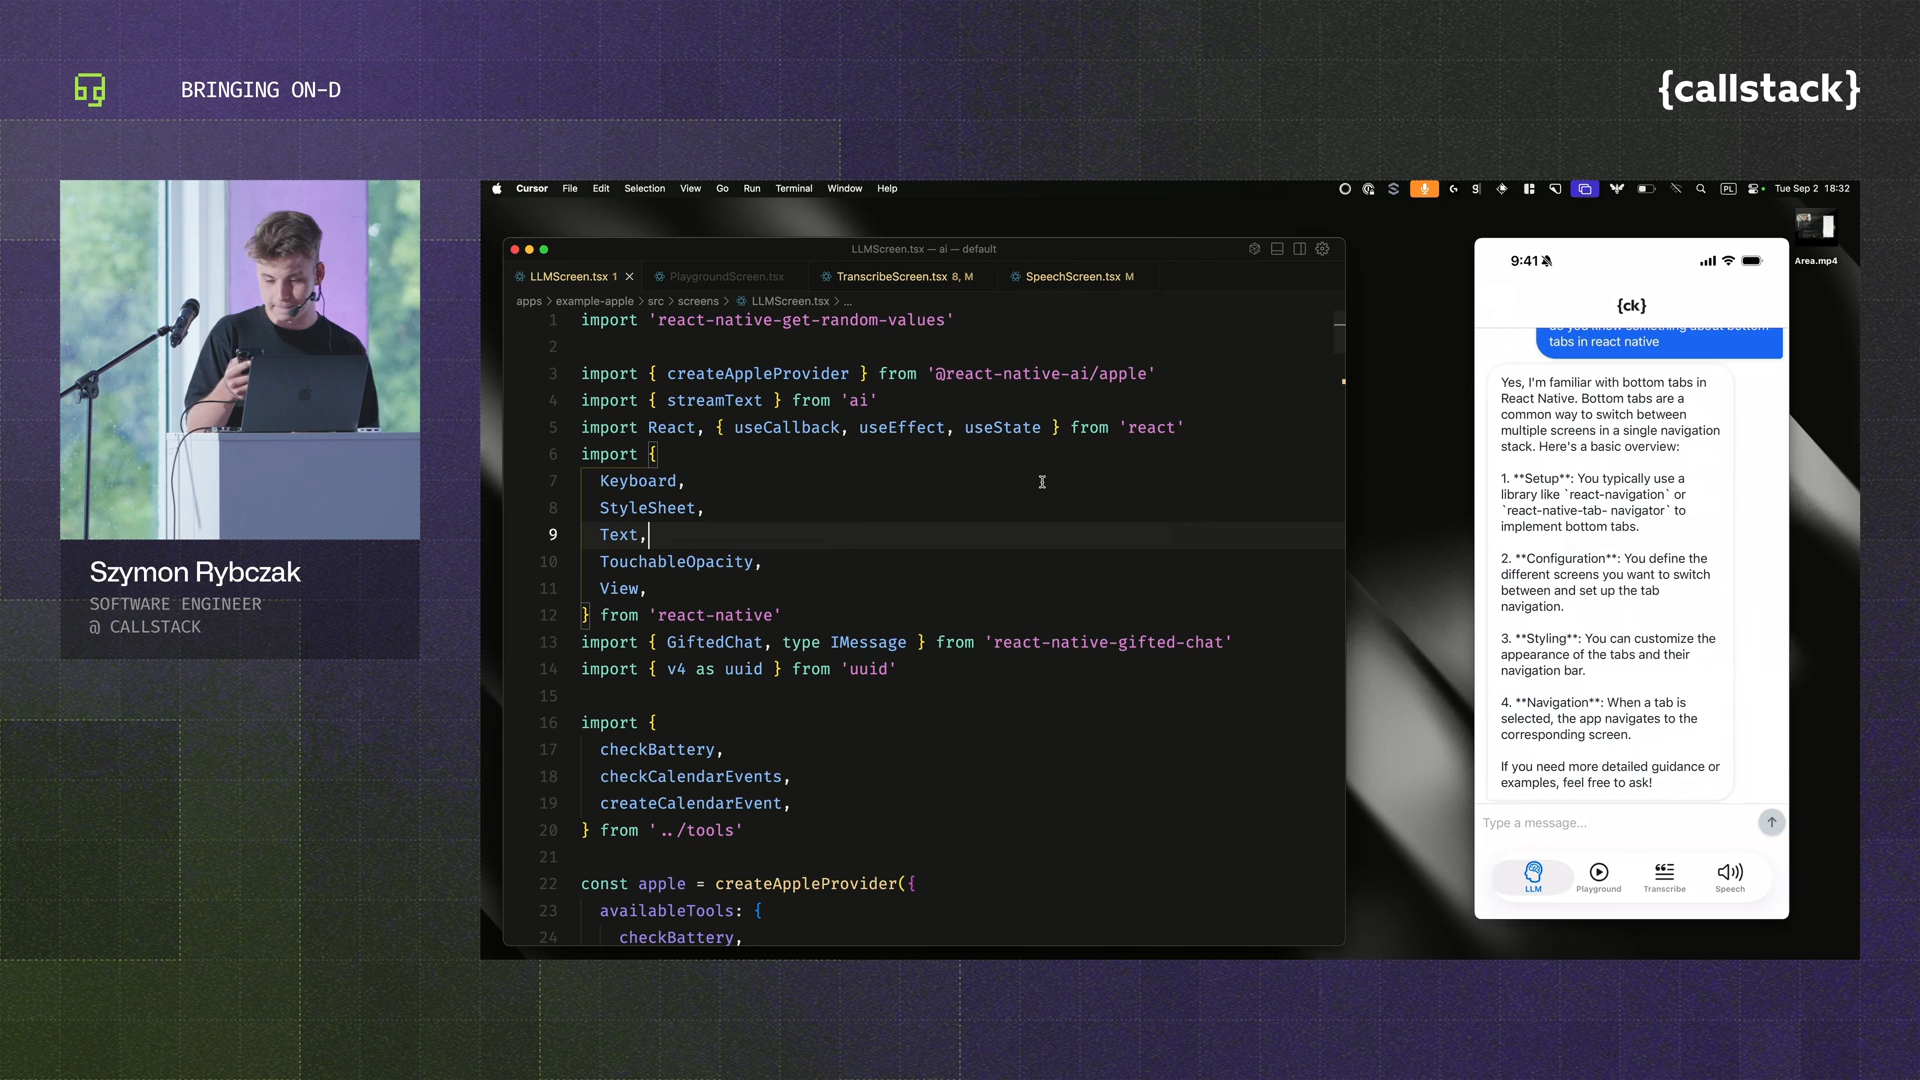 BRINGING ON-D
{callstack}
Szymon Rybczak
SOFTWARE ENGINEER
@ CALLSTACK
Cursor File Edit Selection View Go Run Terminal Window Help
PL Tue Sep 2 18:32
Area.mp4
LLMScreen.tsx — ai — default
LLMScreen.tsx 1 PlaygroundScreen.tsx TranscribeScreen.tsx 8, M SpeechScreen.tsx M
apps > example-apple > src > screens > LLMScreen.tsx > ...
1 import 'react-native-get-random-values'
2
3 import { createAppleProvider } from '@react-native-ai/apple'
4 import { streamText } from 'ai'
5 import React, { useCallback, useEffect, useState } from 'react'
6 import {
7 Keyboard,
8 StyleSheet,
9 Text,
10 TouchableOpacity,
11 View,
12 } from 'react-native'
13 import { GiftedChat, type IMessage } from 'react-native-gifted-chat'
14 import { v4 as uuid } from 'uuid'
15
16 import {
17 checkBattery,
18 checkCalendarEvents,
19 createCalendarEvent,
20 } from '../tools'
21
22 const apple = createAppleProvider({
23 availableTools: {
24 checkBattery,
9:41
{ck}
do you know something about bottom
tabs in react native
Yes, I'm familiar with bottom tabs in
React Native. Bottom tabs are a
common way to switch between
multiple screens in a single navigation
stack. Here's a basic overview:
1. **Setup**: You typically use a
library like `react-navigation` or
`react-native-tab- navigator` to
implement bottom tabs.
2. **Configuration**: You define the
different screens you want to switch
between and set up the tab
navigation.
3. **Styling**: You can customize the
appearance of the tabs and their
navigation bar.
4. **Navigation**: When a tab is
selected, the app navigates to the
corresponding screen.
If you need more detailed guidance or
examples, feel free to ask!
Type a message...
LLM Playground Transcribe Speech